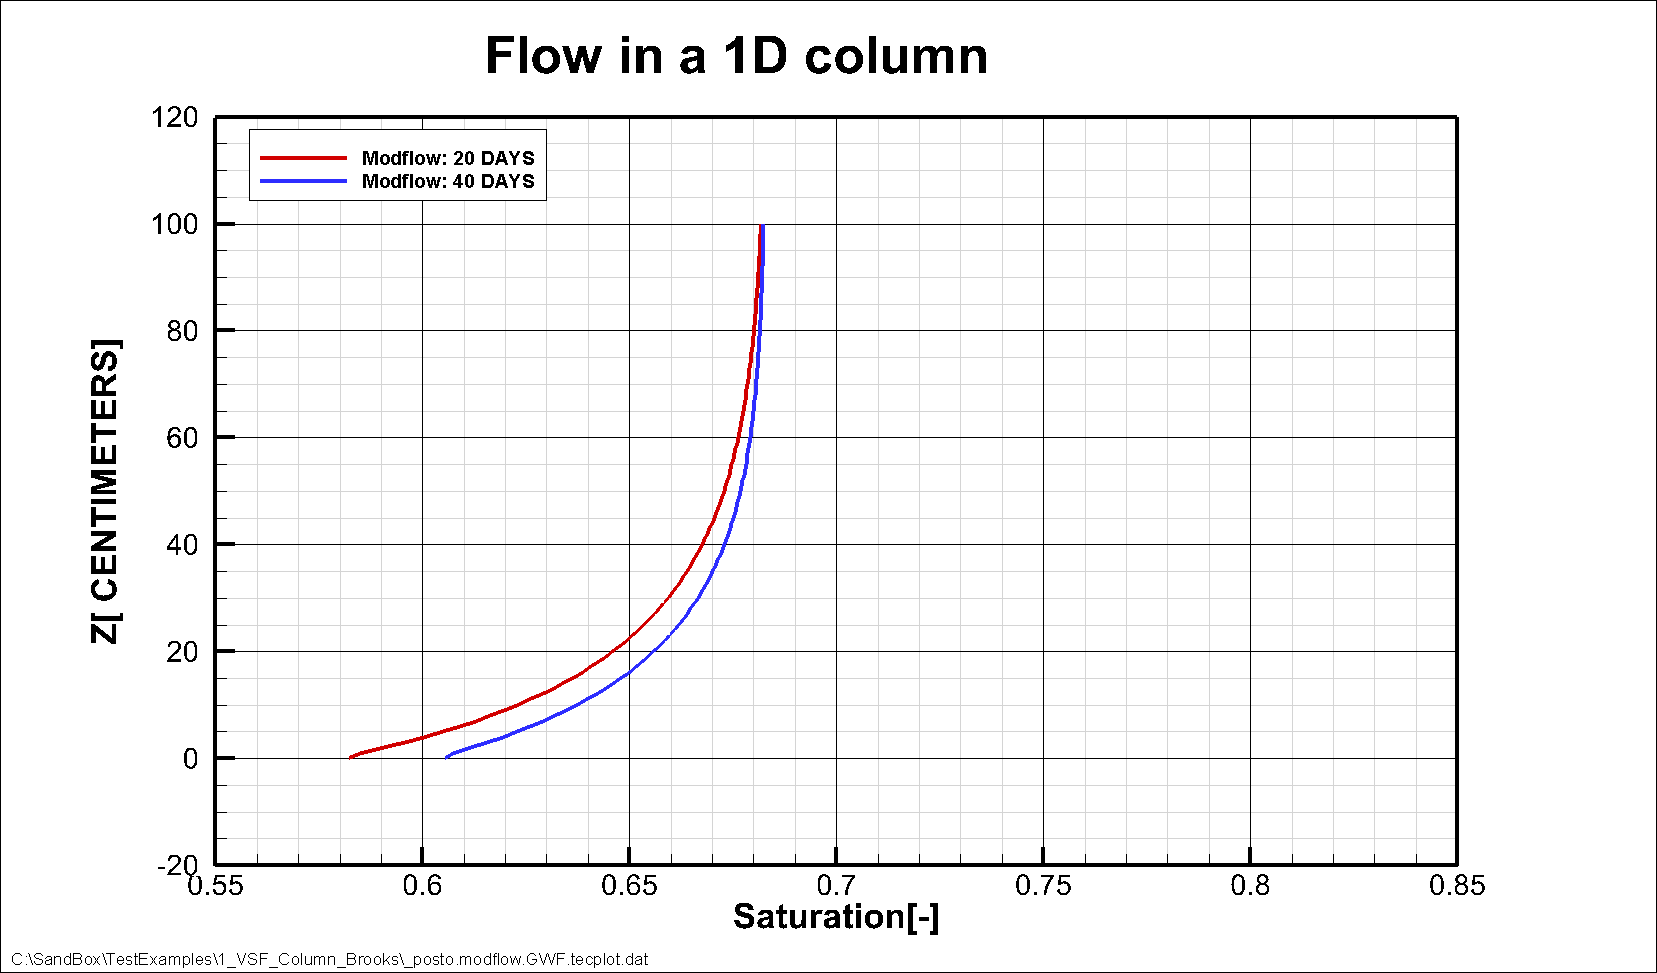 Flow in a 1D column
120
Modflow: 20 DAYS
Modflow: 40 DAYS
100
80
60
40
20
0
-20
Z[ CENTIMETERS]
0.55 0.6 0.65 0.7 0.75 0.8 0.85
Saturation[-]
C:\SandBox\TestExamples\1_VSF_Column_Brooks\_posto.modflow.GWF.tecplot.dat